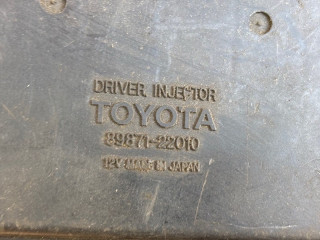 DRIVER, INJECTOR
TOYOTA
89871-22010
12V MADE IN JAPAN